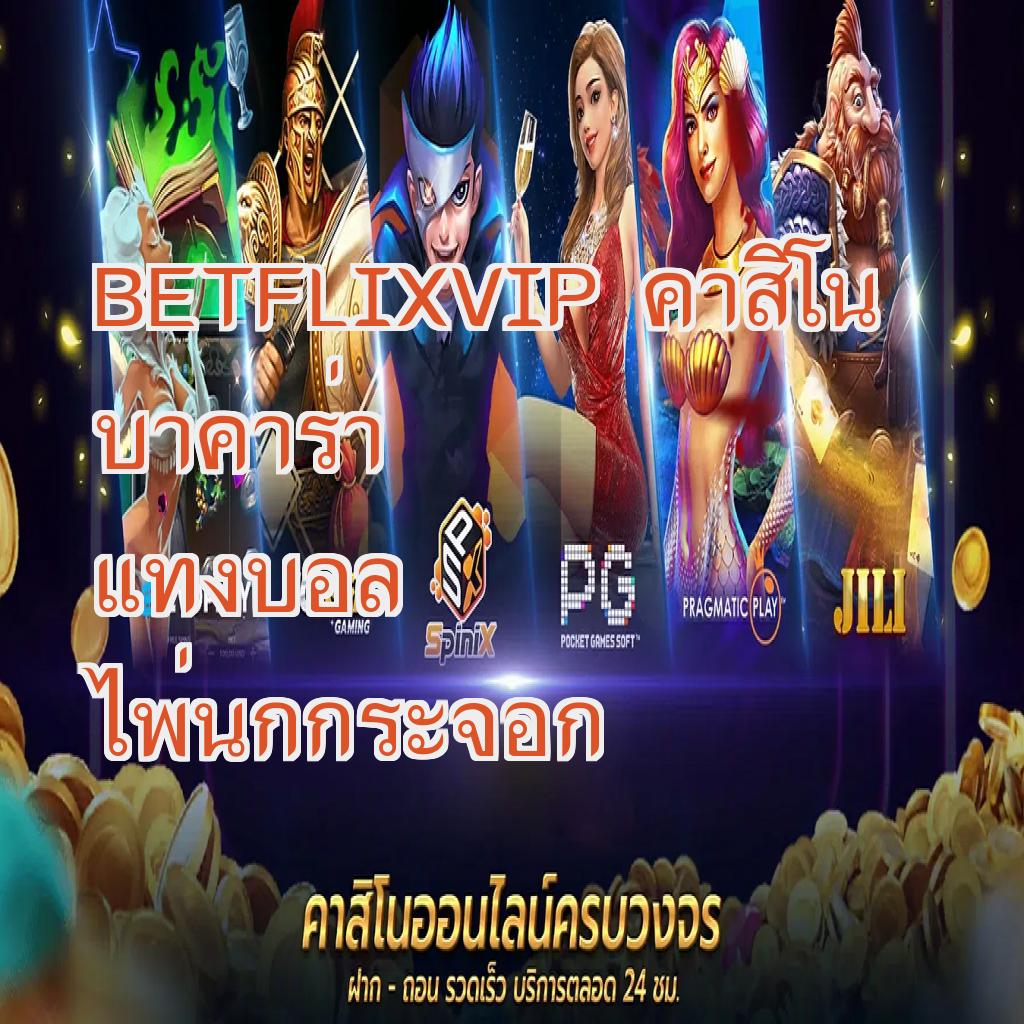 BETFLIXVIP คาสิโน
บาคาร่า
แทงบอล
ไพ่นกกระจอก
GAMING
SpiniX
PG
POCKET GAMES SOFT™
PRAGMATIC PLAY™
JILI
คาสิโนออนไลน์ครบวงจร
ฝาก - ถอน รวดเร็ว บริการตลอด 24 ชม.